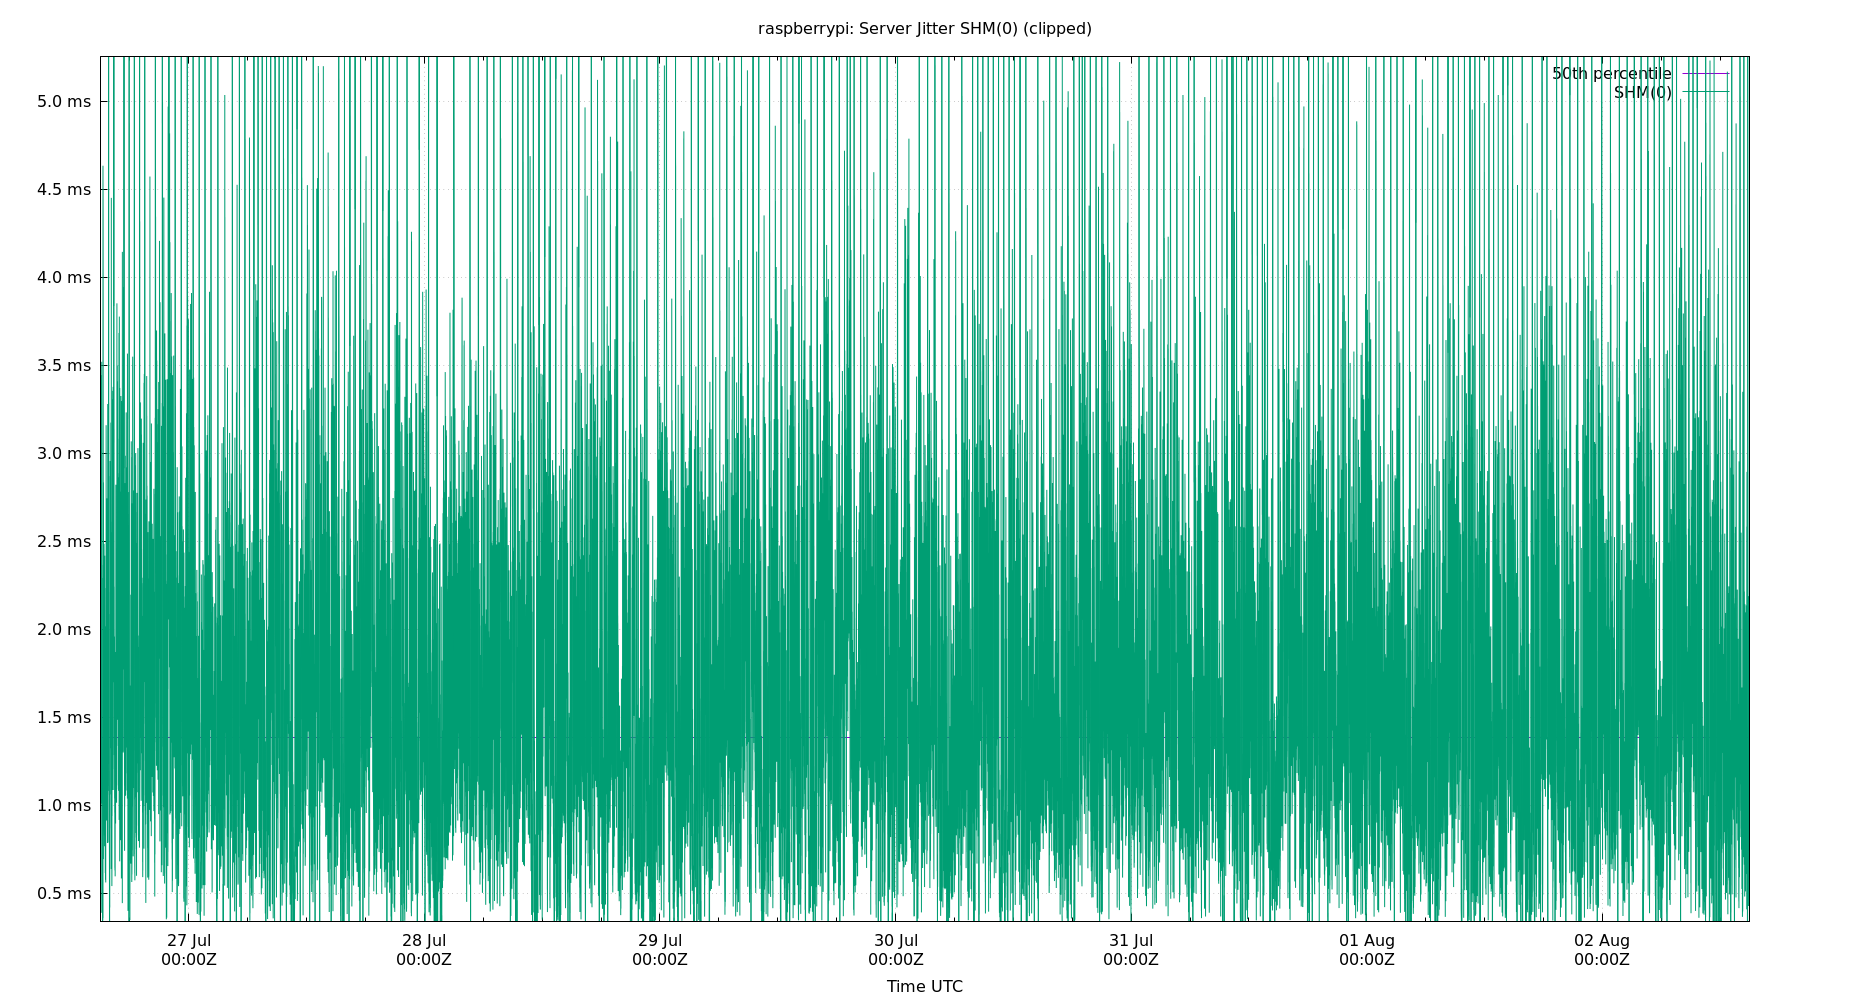 raspberrypi: Server Jitter SHM(0) (clipped)
50th percentile
SHM(0)
5.0 ms
4.5 ms
4.0 ms
3.5 ms
3.0 ms
2.5 ms
2.0 ms
1.5 ms
1.0 ms
0.5 ms
27 Jul 28 Jul 29 Jul 30 Jul 31 Jul 01 Aug 02 Aug
00:00Z 00:00Z 00:00Z 00:00Z 00:00Z 00:00Z 00:00Z
Time UTC